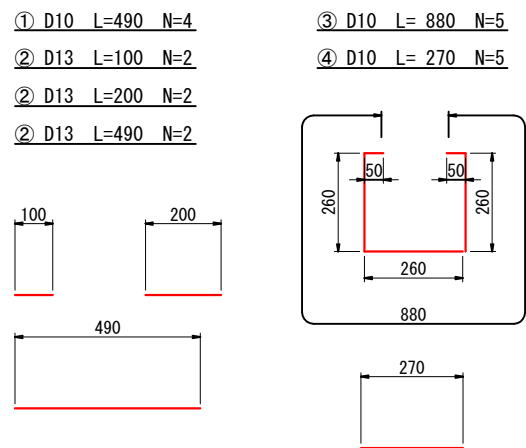 ① D10 L=490 N=4
② D13 L=100 N=2
② D13 L=200 N=2
② D13 L=490 N=2
③ D10 L= 880 N=5
④ D10 L= 270 N=5
50
50
260
260
260
880
100
200
490
270